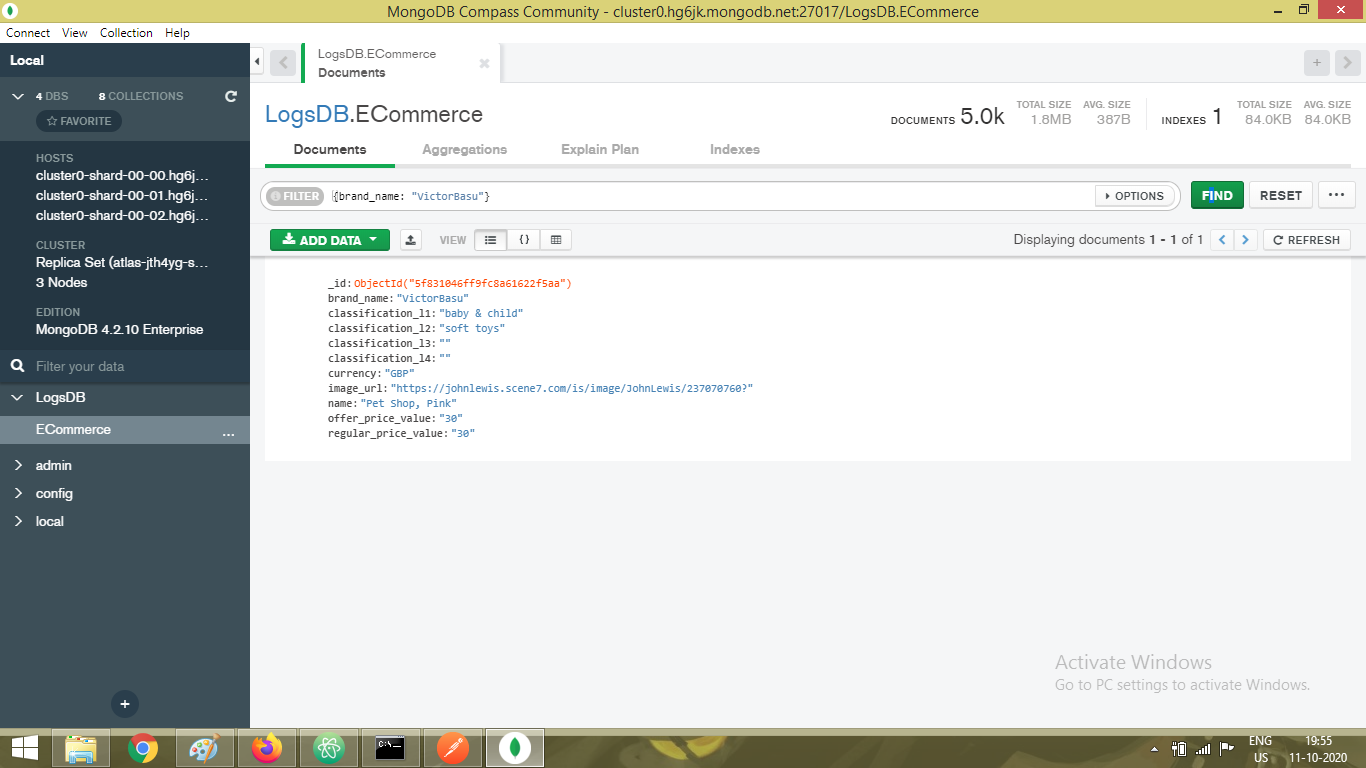 MongoDB Compass Community - cluster0.hg6jk.mongodb.net:27017/LogsDB.ECommerce
Connect View Collection Help
Local
4 DBS 8 COLLECTIONS
FAVORITE
HOSTS
cluster0-shard-00-00.hg6j...
cluster0-shard-00-01.hg6j...
cluster0-shard-00-02.hg6j...
CLUSTER
Replica Set (atlas-jth4yg-s...
3 Nodes
EDITION
MongoDB 4.2.10 Enterprise
Filter your data
LogsDB
ECommerce
...
admin
config
local
+
LogsDB.ECommerce
Documents
LogsDB.ECommerce
DOCUMENTS 5.0k TOTAL SIZE 1.8MB AVG. SIZE 387B INDEXES 1 TOTAL SIZE 84.0KB AVG. SIZE 84.0KB
Documents Aggregations Explain Plan Indexes
FILTER {brand_name: "VictorBasu"} OPTIONS FIND RESET ...
ADD DATA VIEW {} Displaying documents 1 - 1 of 1 < > REFRESH
_id: ObjectId("5f831046ff9fc8a61622f5aa")
brand_name: "VictorBasu"
classification_l1: "baby & child"
classification_l2: "soft toys"
classification_l3: ""
classification_l4: ""
currency: "GBP"
image_url: "https://johnlewis.scene7.com/is/image/JohnLewis/237070760?"
name: "Pet Shop, Pink"
offer_price_value: "30"
regular_price_value: "30"
Activate Windows
Go to PC settings to activate Windows.
C:\_
ENG
US
19:55
11-10-2020